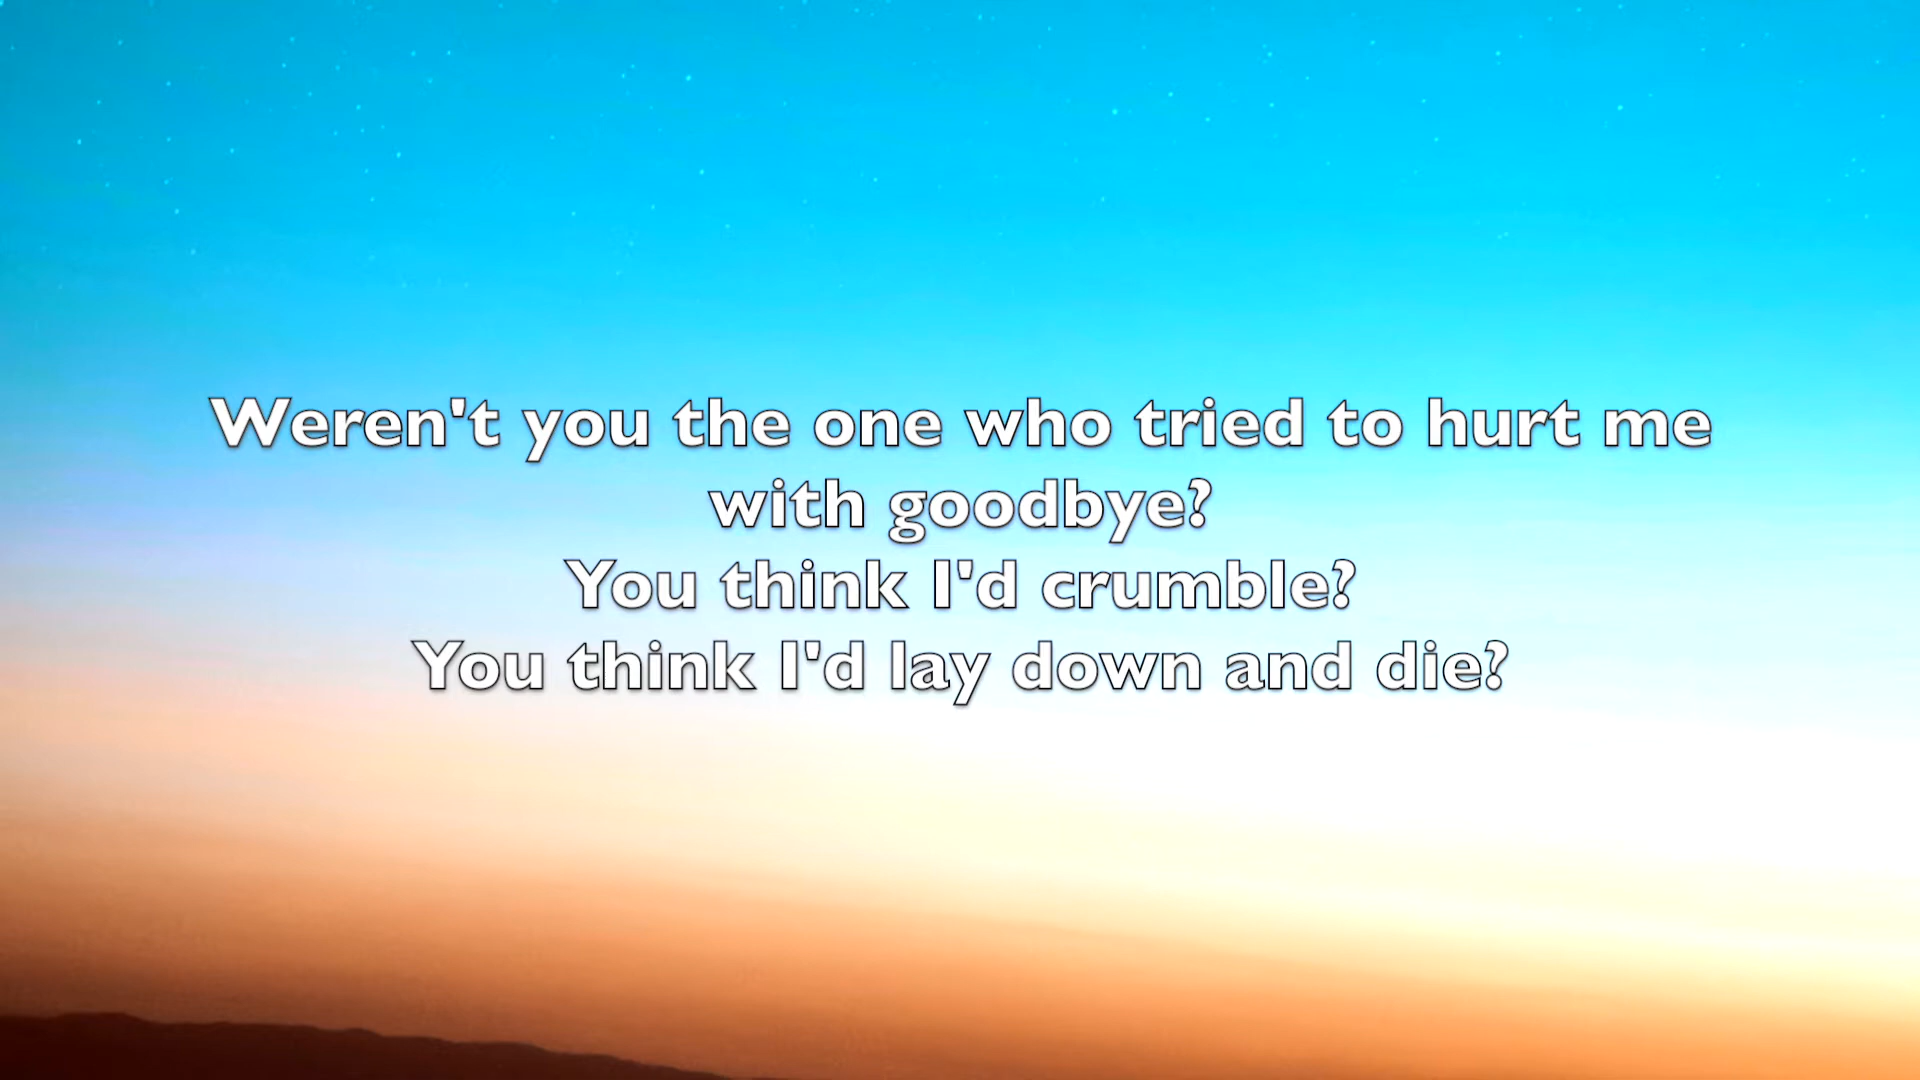 Weren't you the one who tried to hurt me
with goodbye?
You think I'd crumble?
You think I'd lay down and die?